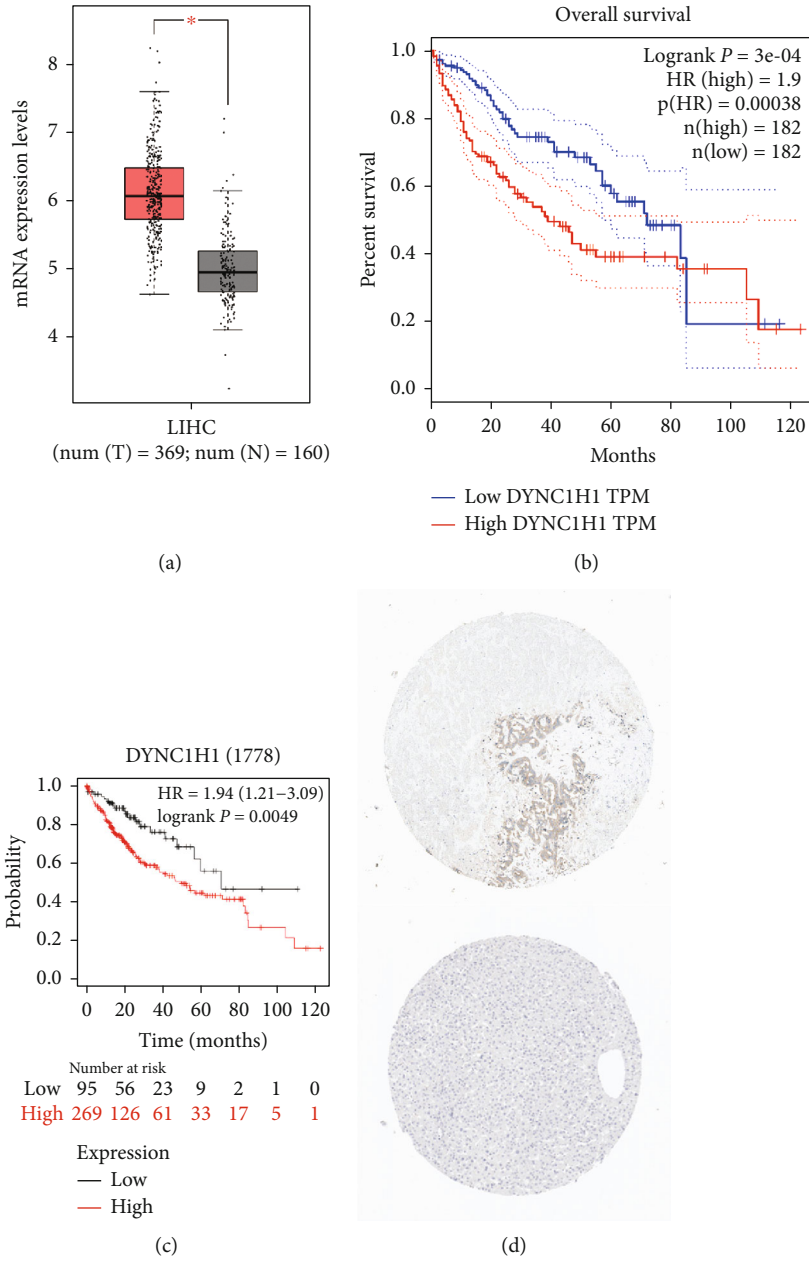 mRNA expression levels
8
7
6
5
4
*
LIHC
(num (T) = 369; num (N) = 160)
(a)
Overall survival
Percent survival
1.0
0.8
0.6
0.4
0.2
0.0
Logrank P = 3e-04
HR (high) = 1.9
p(HR) = 0.00038
n(high) = 182
n(low) = 182
0 20 40 60 80 100 120
Months
Low DYNC1H1 TPM
High DYNC1H1 TPM
(b)
DYNC1H1 (1778)
Probability
1.0
0.8
0.6
0.4
0.2
0.0
HR = 1.94 (1.21–3.09)
logrank P = 0.0049
0 20 40 60 80 100 120
Time (months)
Number at risk
Low 95 56 23 9 2 1 0
High 269 126 61 33 17 5 1
Expression
Low
High
(c)
(d)